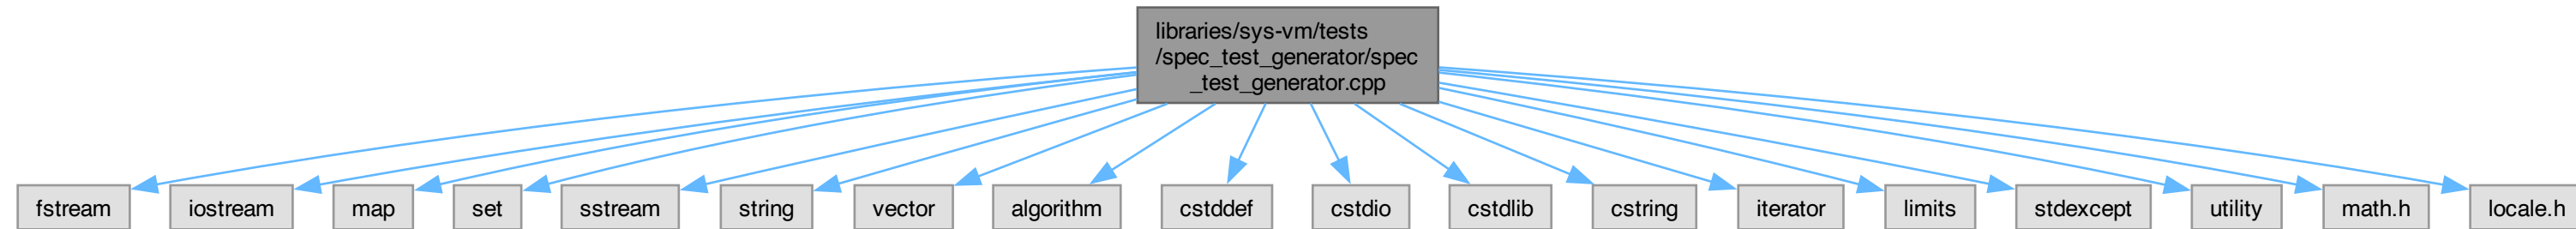 libraries/sys-vm/tests
/spec_test_generator/spec
_test_generator.cpp
fstream
iostream
map
set
sstream
string
vector
algorithm
cstddef
cstdio
cstdlib
cstring
iterator
limits
stdexcept
utility
math.h
locale.h